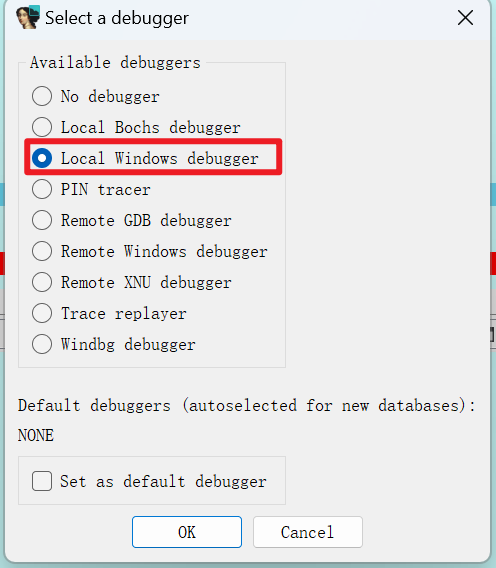 Select a debugger
Available debuggers
No debugger
Local Bochs debugger
Local Windows debugger
PIN tracer
Remote GDB debugger
Remote Windows debugger
Remote XNU debugger
Trace replayer
Windbg debugger
Default debuggers (autoselected for new databases):
NONE
Set as default debugger
OK
Cancel